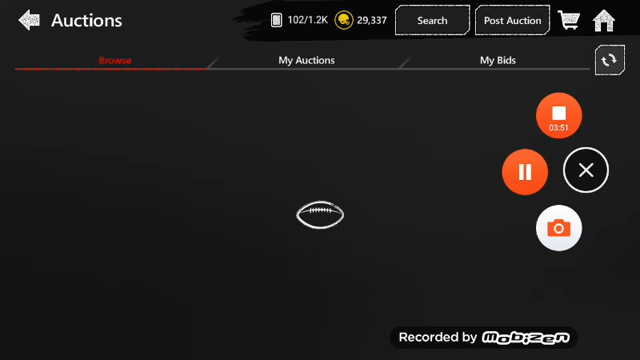 Auctions
102/1.2K
29,337
Search
Post Auction
Browse
My Auctions
My Bids
03:51
Recorded by Mobizen